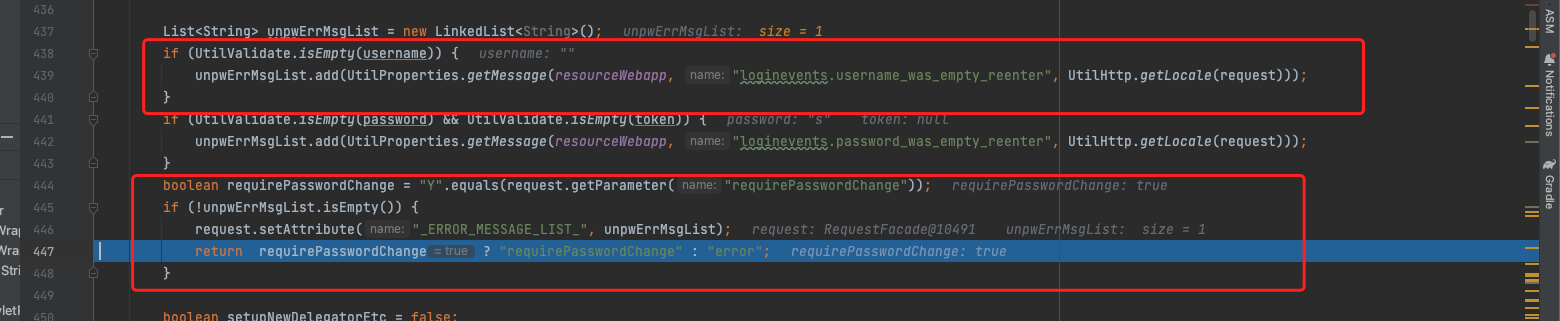 436
437 List<String> unpwErrMsgList = new LinkedList<String>(); unpwErrMsgList: size = 1
438 if (UtilValidate.isEmpty(username)) { username: ""
439 unpwErrMsgList.add(UtilProperties.getMessage(resourceWebapp, name: "loginevents.username_was_empty_reenter", UtilHttp.getLocale(request)));
440 }
441 if (UtilValidate.isEmpty(password) && UtilValidate.isEmpty(token)) { password: "s" token: null
442 unpwErrMsgList.add(UtilProperties.getMessage(resourceWebapp, name: "loginevents.password_was_empty_reenter", UtilHttp.getLocale(request)));
443 }
444 boolean requirePasswordChange = "Y".equals(request.getParameter( name: "requirePasswordChange")); requirePasswordChange: true
r
445 if (!unpwErrMsgList.isEmpty()) {
Wrap
446 request.setAttribute( name: "_ERROR_MESSAGE_LIST_", unpwErrMsgList); request: RequestFacade@10491 unpwErrMsgList: size = 1
Wra
447 return requirePasswordChange = true ? "requirePasswordChange" : "error"; requirePasswordChange: true
Stri
448 }
449
vletF
450 boolean setupNewDelegatorEtc = false;
ASM
Notifications
Gradle